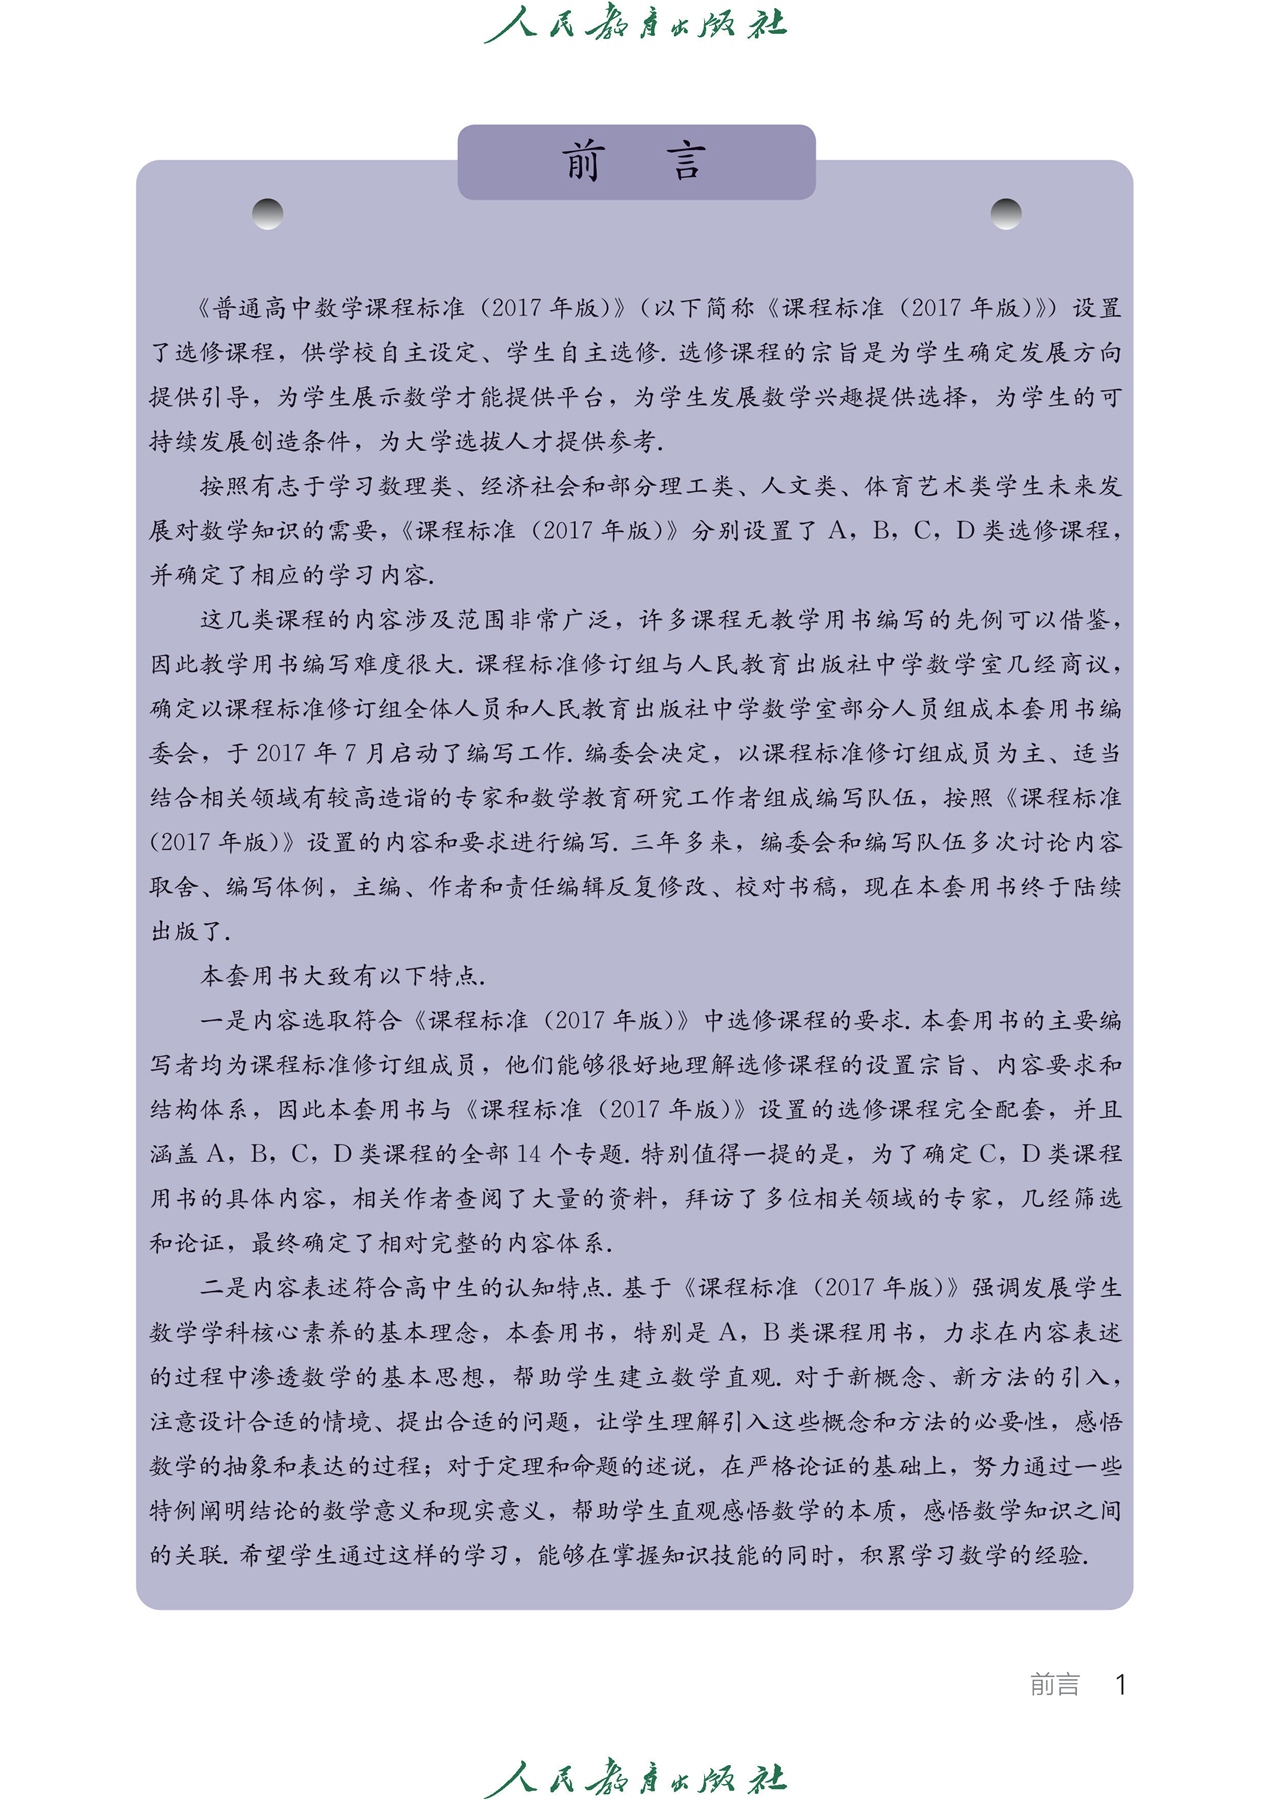 人民教育出版社
前 言
《普通高中数学课程标准（2017 年版）》（以下简称《课程标准（2017 年版）》）设置
了选修课程，供学校自主设定、学生自主选修. 选修课程的宗旨是为学生确定发展方向
提供引导，为学生展示数学才能提供平台，为学生发展数学兴趣提供选择，为学生的可
持续发展创造条件，为大学选拔人才提供参考.
按照有志于学习数理类、经济社会和部分理工类、人文类、体育艺术类学生未来发
展对数学知识的需要，《课程标准（2017 年版）》分别设置了 A，B，C，D 类选修课程，
并确定了相应的学习内容.
这几类课程的内容涉及范围非常广泛，许多课程无教学用书编写的先例可以借鉴，
因此教学用书编写难度很大. 课程标准修订组与人民教育出版社中学数学室几经商议，
确定以课程标准修订组全体人员和人民教育出版社中学数学室部分人员组成本套用书编
委会，于 2017 年 7 月启动了编写工作. 编委会决定，以课程标准修订组成员为主、适当
结合相关领域有较高造诣的专家和数学教育研究工作者组成编写队伍，按照《课程标准
（2017 年版）》设置的内容和要求进行编写. 三年多来，编委会和编写队伍多次讨论内容
取舍、编写体例，主编、作者和责任编辑反复修改、校对书稿，现在本套用书终于陆续
出版了.
本套用书大致有以下特点.
一是内容选取符合《课程标准（2017 年版）》中选修课程的要求. 本套用书的主要编
写者均为课程标准修订组成员，他们能够很好地理解选修课程的设置宗旨、内容要求和
结构体系，因此本套用书与《课程标准（2017 年版）》设置的选修课程完全配套，并且
涵盖 A，B，C，D 类课程的全部 14 个专题. 特别值得一提的是，为了确定 C，D 类课程
用书的具体内容，相关作者查阅了大量的资料，拜访了多位相关领域的专家，几经筛选
和论证，最终确定了相对完整的内容体系.
二是内容表述符合高中生的认知特点. 基于《课程标准（2017 年版）》强调发展学生
数学学科核心素养的基本理念，本套用书，特别是 A，B 类课程用书，力求在内容表述
的过程中渗透数学的基本思想，帮助学生建立数学直观. 对于新概念、新方法的引入，
注意设计合适的情境、提出合适的问题，让学生理解引入这些概念和方法的必要性，感悟
数学的抽象和表达的过程；对于定理和命题的述说，在严格论证的基础上，努力通过一些
特例阐明结论的数学意义和现实意义，帮助学生直观感悟数学的本质，感悟数学知识之间
的关联. 希望学生通过这样的学习，能够在掌握知识技能的同时，积累学习数学的经验.
前言 1
人民教育出版社